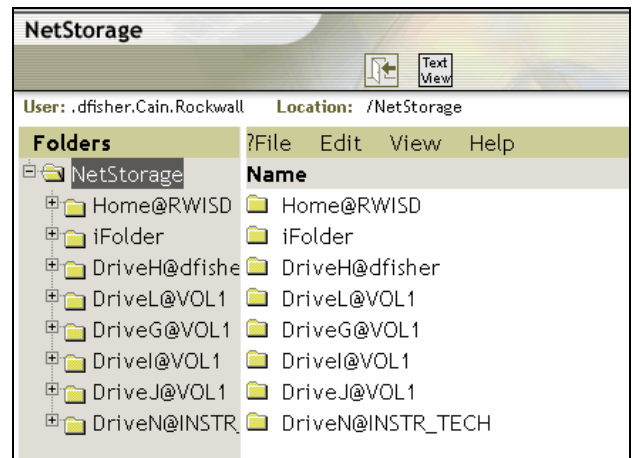 NetStorage
Text
View
User: .dfisher.Cain.Rockwall Location: /NetStorage
Folders
?File Edit View Help
NetStorage
Name
Home@RWISD
Home@RWISD
iFolder
iFolder
DriveH@dfishe
DriveH@dfisher
DriveL@VOL1
DriveL@VOL1
DriveG@VOL1
DriveG@VOL1
DriveI@VOL1
DriveI@VOL1
DriveJ@VOL1
DriveJ@VOL1
DriveN@INSTR_
DriveN@INSTR_TECH